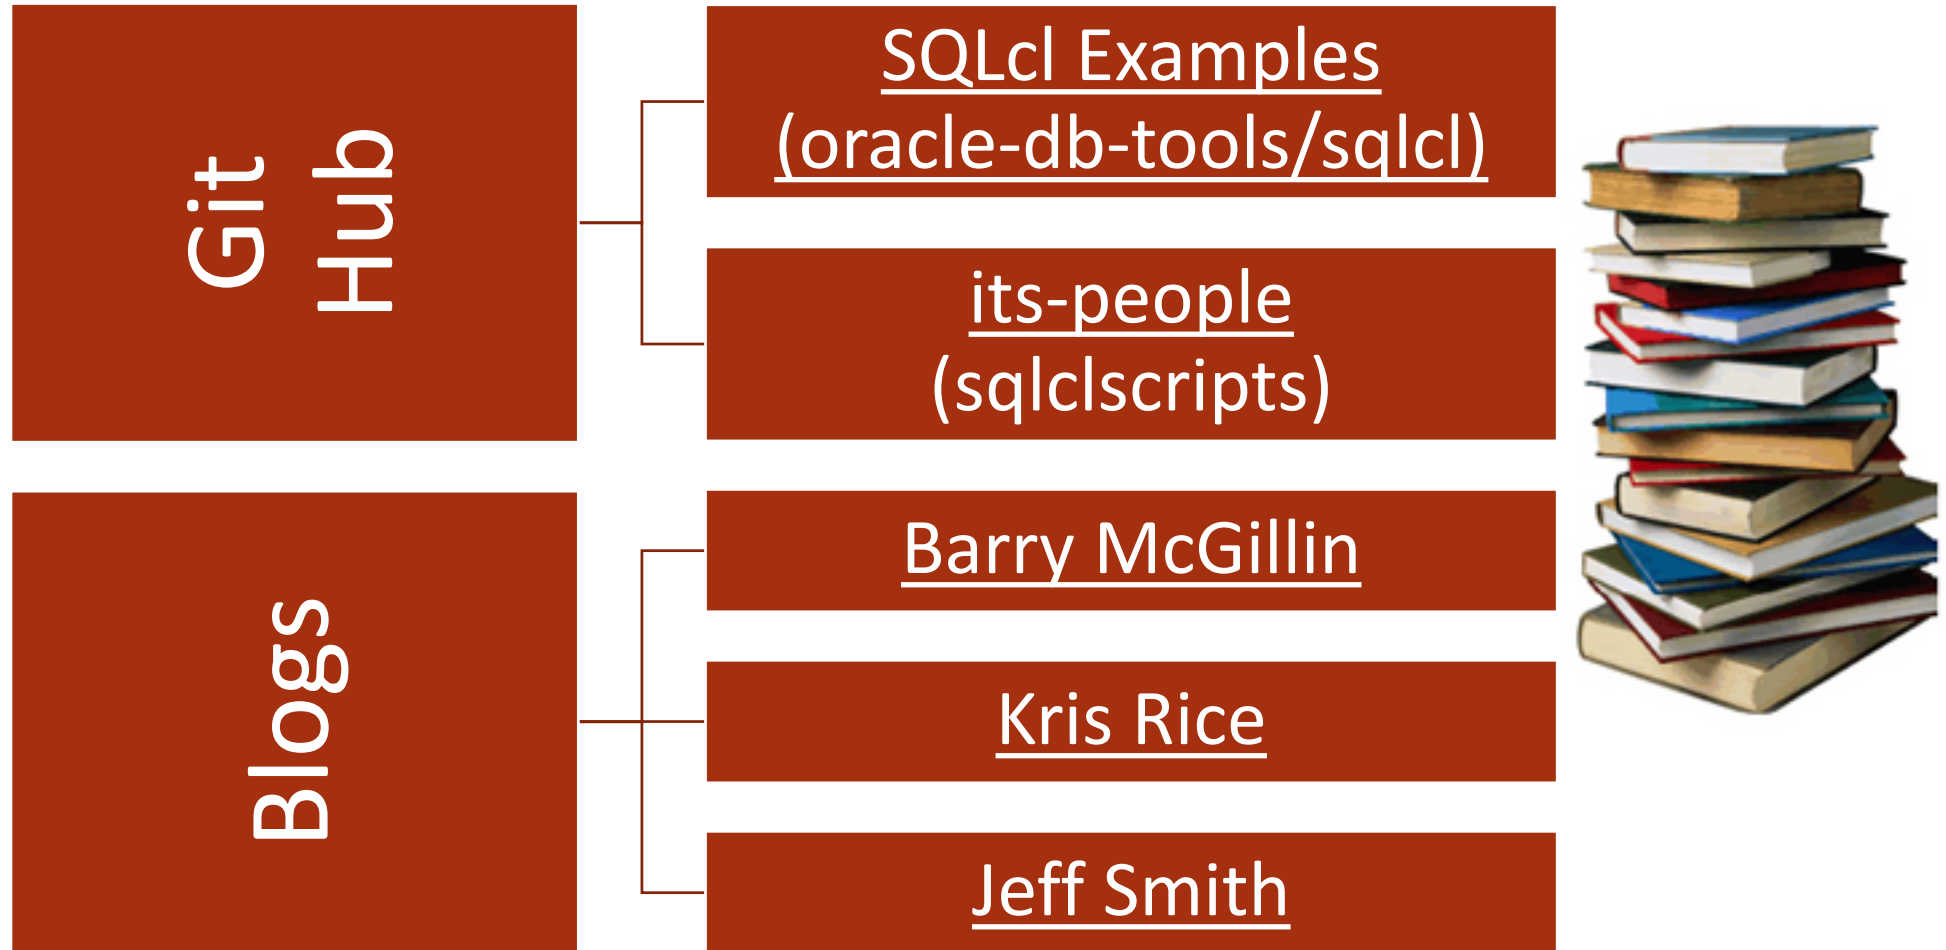 Git
Hub
SQLcl Examples
(oracle-db-tools/sqlcl)
its-people
(sqlclscripts)
Blogs
Barry McGillin
Kris Rice
Jeff Smith